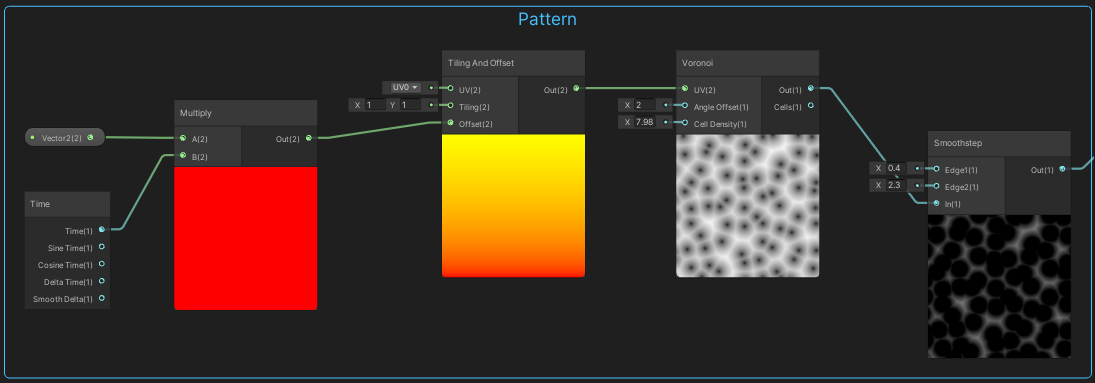 Pattern
Vector2(2)
Time
Time(1)
Sine Time(1)
Cosine Time(1)
Delta Time(1)
Smooth Delta(1)
Multiply
A(2)
Out(2)
B(2)
UV0
X 1 Y 1
Tiling And Offset
UV(2)
Out(2)
Tiling(2)
Offset(2)
X 2
X 7.98
Voronoi
UV(2)
Out(1)
Angle Offset(1)
Cells(1)
Cell Density(1)
X 0.4
X 2.3
Smoothstep
Edge1(1)
Out(1)
Edge2(1)
In(1)